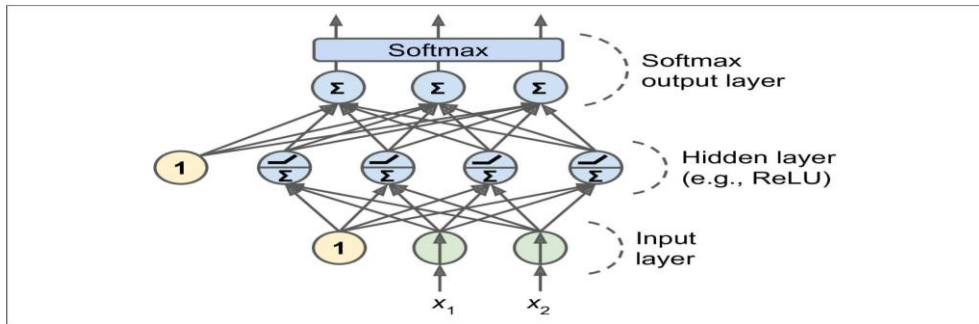 Softmax
Softmax
output layer
Σ Σ Σ
1
Σ Σ Σ Σ
Hidden layer
(e.g., ReLU)
1
Input
layer
x1 x2